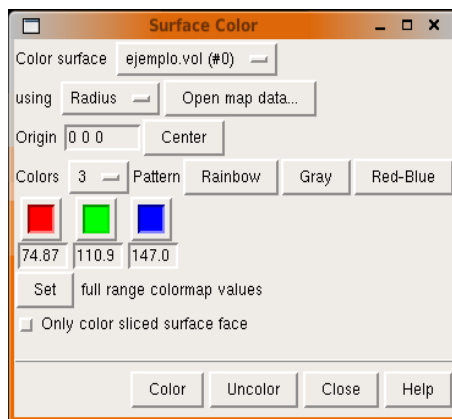 Surface Color
Color surface ejemplo.vol (#0)
using Radius Open map data...
Origin 0 0 0 Center
Colors 3 Pattern Rainbow Gray Red-Blue
74.87 110.9 147.0
Set full range colormap values
Only color sliced surface face
Color Uncolor Close Help